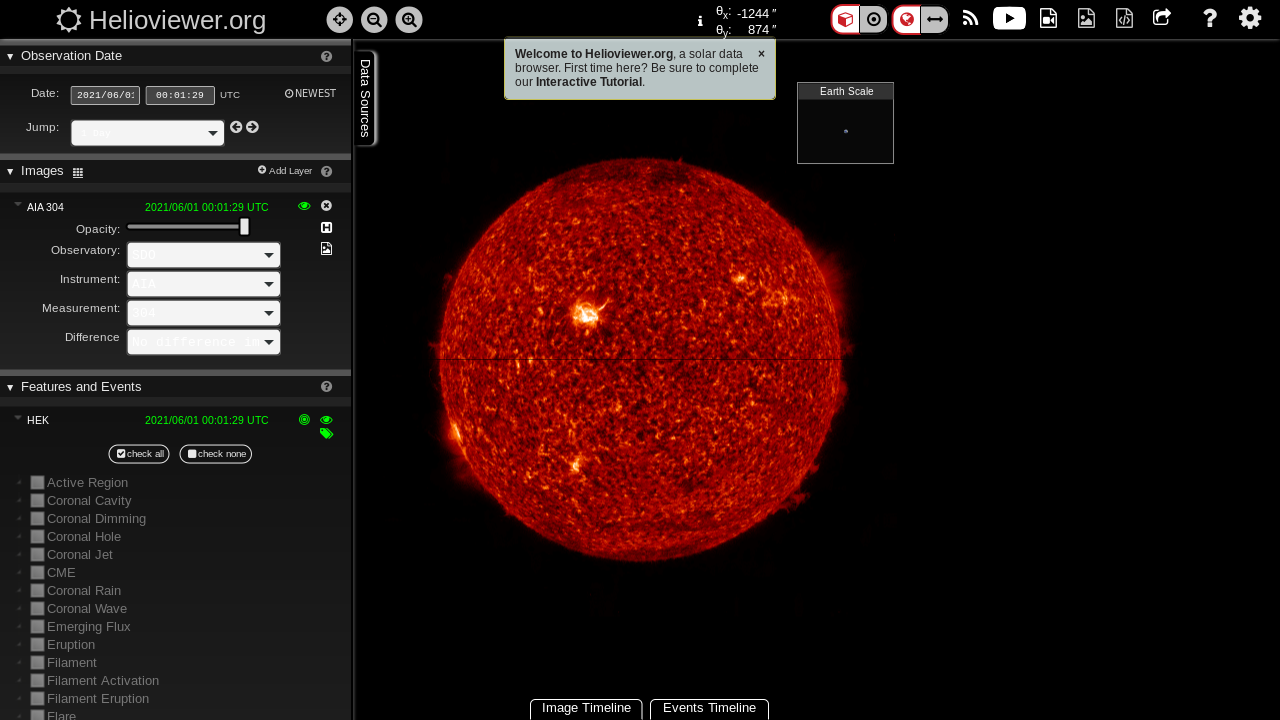 Helioviewer.org
θx: -1244 ″
θy: 874 ″
Observation Date
Date: 2021/06/01 00:01:29 UTC NEWEST
Jump: 1 Day
Images Add Layer
AIA 304 2021/06/01 00:01:29 UTC
Opacity:
Observatory: SDO
Instrument: AIA
Measurement: 304
Difference No difference im
Features and Events
HEK 2021/06/01 00:01:29 UTC
check all check none
Active Region
Coronal Cavity
Coronal Dimming
Coronal Hole
Coronal Jet
CME
Coronal Rain
Coronal Wave
Emerging Flux
Eruption
Filament
Filament Activation
Filament Eruption
Flare
Data Sources
Welcome to Helioviewer.org, a solar data ×
browser. First time here? Be sure to complete
our Interactive Tutorial.
Earth Scale
Image Timeline Events Timeline